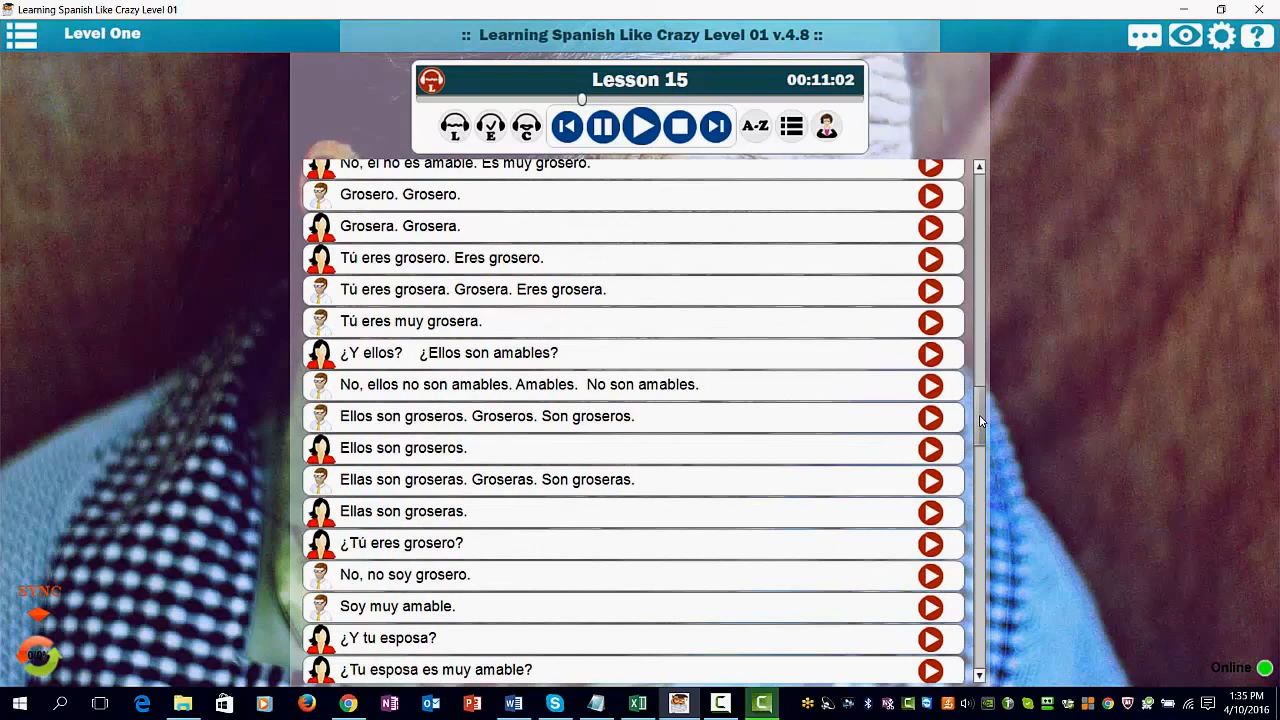 Learning Spanish Like Crazy Level 01
Level One
:: Learning Spanish Like Crazy Level 01 v.4.8 ::
L
Lesson 15
00:11:02
L
E
C
A-Z
No, él no es amable. Es muy grosero.
Grosero. Grosero.
Grosera. Grosera.
Tú eres grosero. Eres grosero.
Tú eres grosera. Grosera. Eres grosera.
Tú eres muy grosera.
¿Y ellos? ¿Ellos son amables?
No, ellos no son amables. Amables. No son amables.
Ellos son groseros. Groseros. Son groseros.
Ellos son groseros.
Ellas son groseras. Groseras. Son groseras.
Ellas son groseras.
¿Tú eres grosero?
No, no soy grosero.
Soy muy amable.
¿Y tu esposa?
¿Tu esposa es muy amable?
SYNC
Online
1:35 PM
4/10/2016